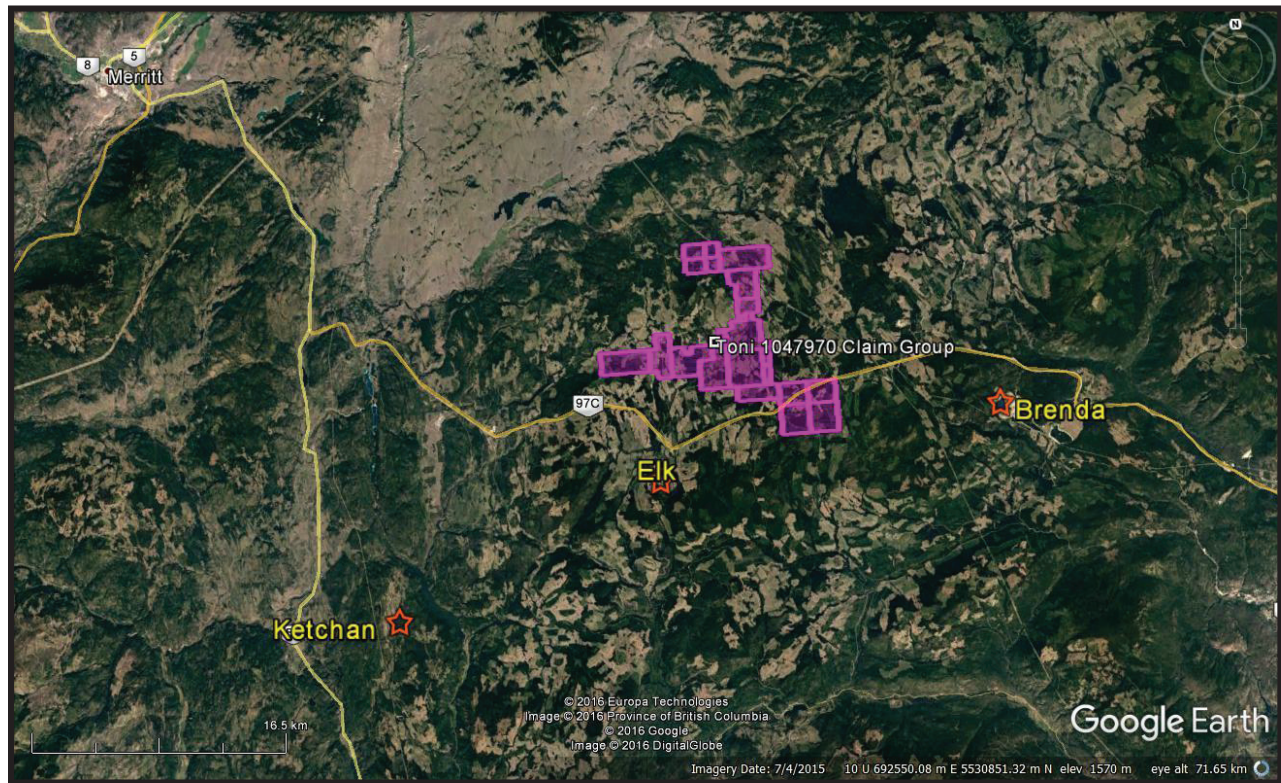 N
5
8
Merritt
Toni 1047970 Claim Group
97C
Brenda
Elk
Ketchan
© 2016 Europa Technologies
Image © 2016 Province of British Columbia
© 2016 Google
Image © 2016 DigitalGlobe
16.5 km
Google Earth
Imagery Date: 7/4/2015 10 U 692550.08 m E 5530851.32 m N elev 1570 m eye alt 71.65 km